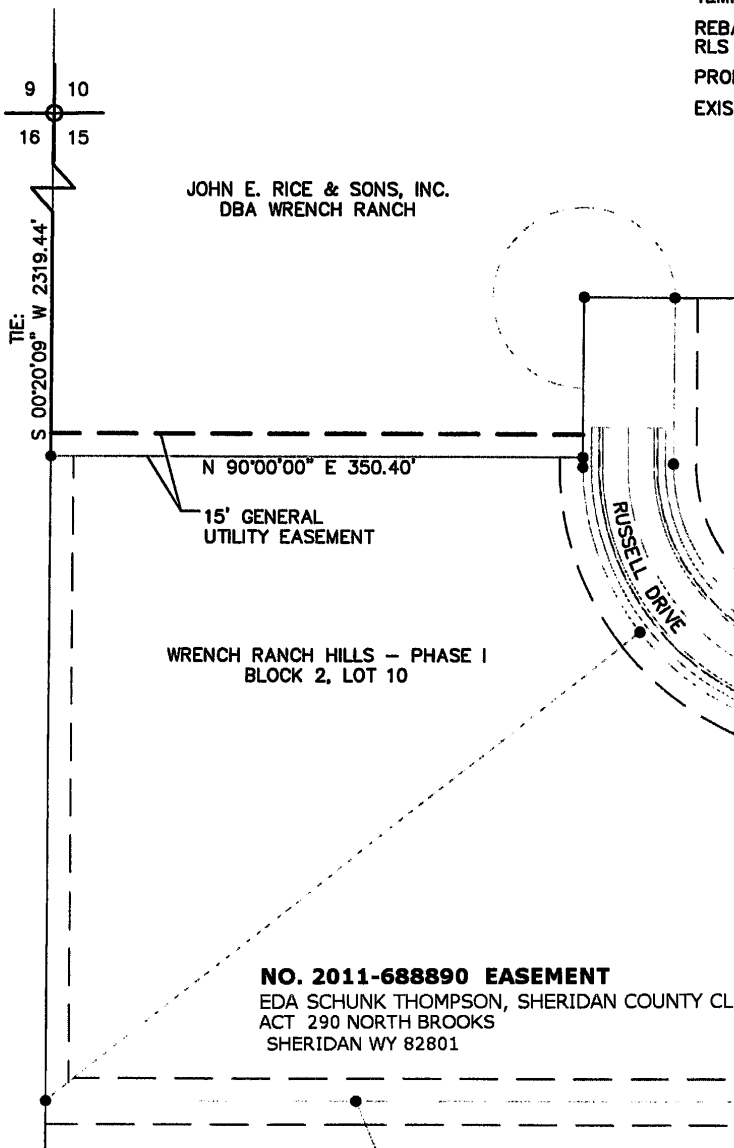 REBA
RLS
PRO
EXIS
9 10
16 15
JOHN E. RICE & SONS, INC.
DBA WRENCH RANCH
TIE:
S 00°20'09" W 2319.44'
N 90°00'00" E 350.40'
15' GENERAL
UTILITY EASEMENT
RUSSELL DRIVE
WRENCH RANCH HILLS – PHASE I
BLOCK 2, LOT 10
NO. 2011-688890 EASEMENT
EDA SCHUNK THOMPSON, SHERIDAN COUNTY CL
ACT 290 NORTH BROOKS
SHERIDAN WY 82801